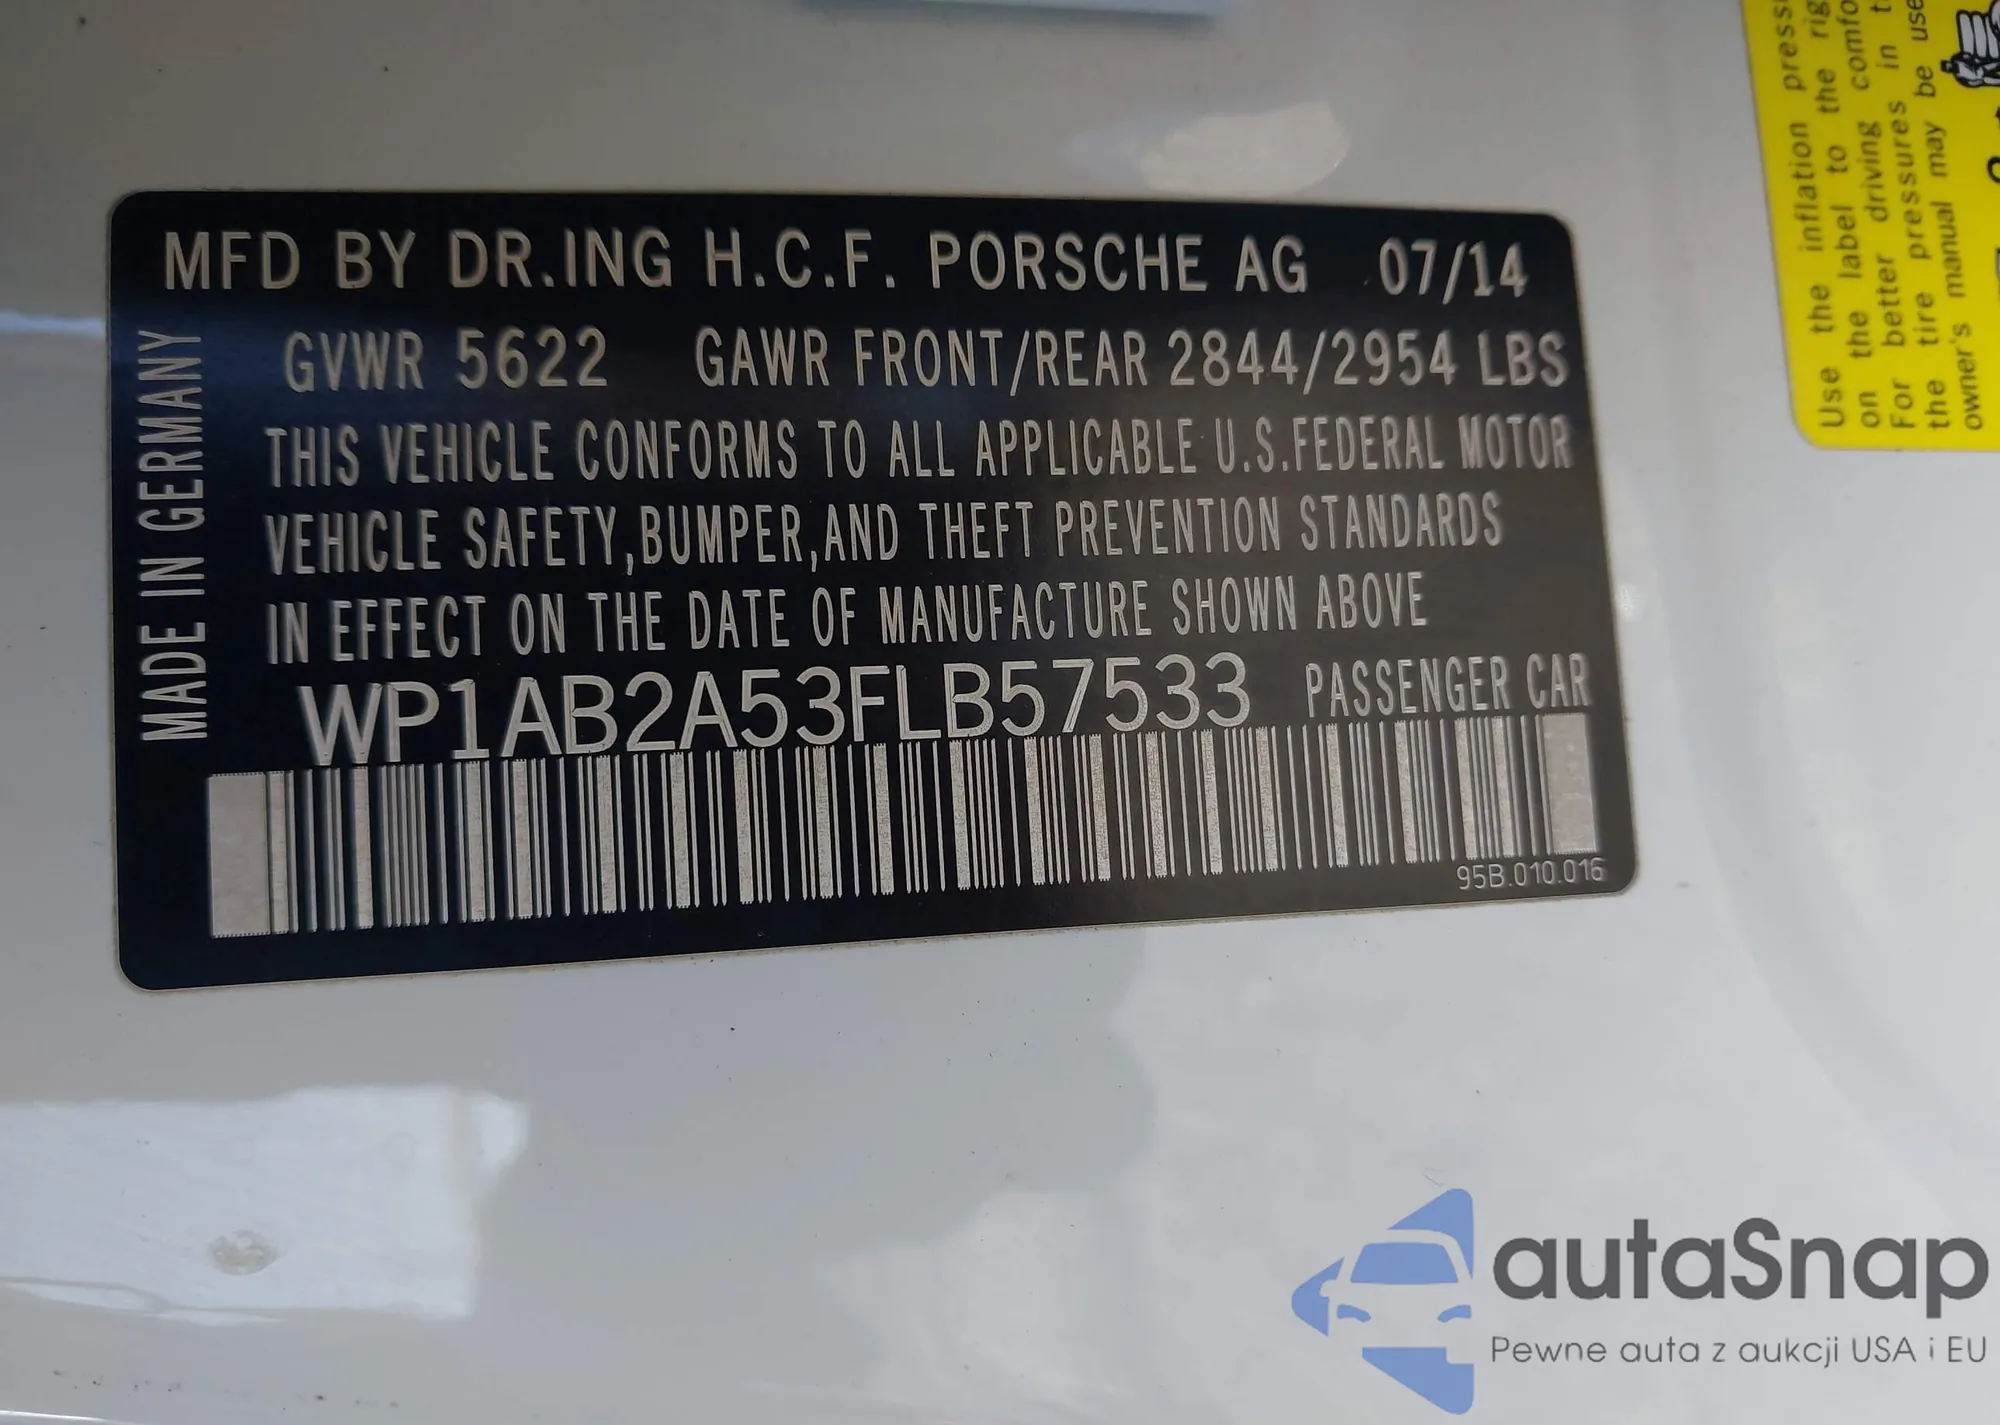 MFD BY DR.ING H.C.F. PORSCHE AG 07/14
GVWR 5622 GAWR FRONT/REAR 2844/2954 LBS
THIS VEHICLE CONFORMS TO ALL APPLICABLE U.S.FEDERAL MOTOR
VEHICLE SAFETY,BUMPER,AND THEFT PREVENTION STANDARDS
IN EFFECT ON THE DATE OF MANUFACTURE SHOWN ABOVE
WP1AB2A53FLB57533 PASSENGER CAR
95B.010.016
MADE IN GERMANY
Use the inflation
on the label to the
For better driving
the tire pressures in
owner's manual may be
autaSnap
Pewne auta z aukcji USA i EU